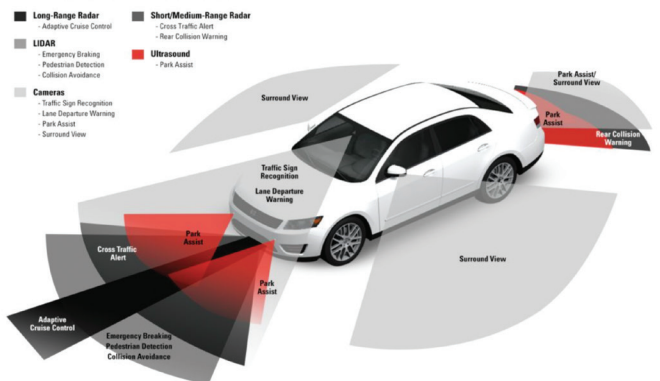 Long-Range Radar
- Adaptive Cruise Control
LIDAR
- Emergency Braking
- Pedestrian Detection
- Collision Avoidance
Cameras
- Traffic Sign Recognition
- Lane Departure Warning
- Park Assist
- Surround View
Short/Medium-Range Radar
- Cross Traffic Alert
- Rear Collision Warning
Ultrasound
- Park Assist
Surround View
Park Assist/
Surround View
Park
Assist
Rear Collision
Warning
Traffic Sign
Recognition
Lane Departure
Warning
Park
Assist
Cross Traffic
Alert
Surround View
Park
Assist
Adaptive
Cruise Control
Emergency Breaking
Pedestrian Detection
Collision Avoidance